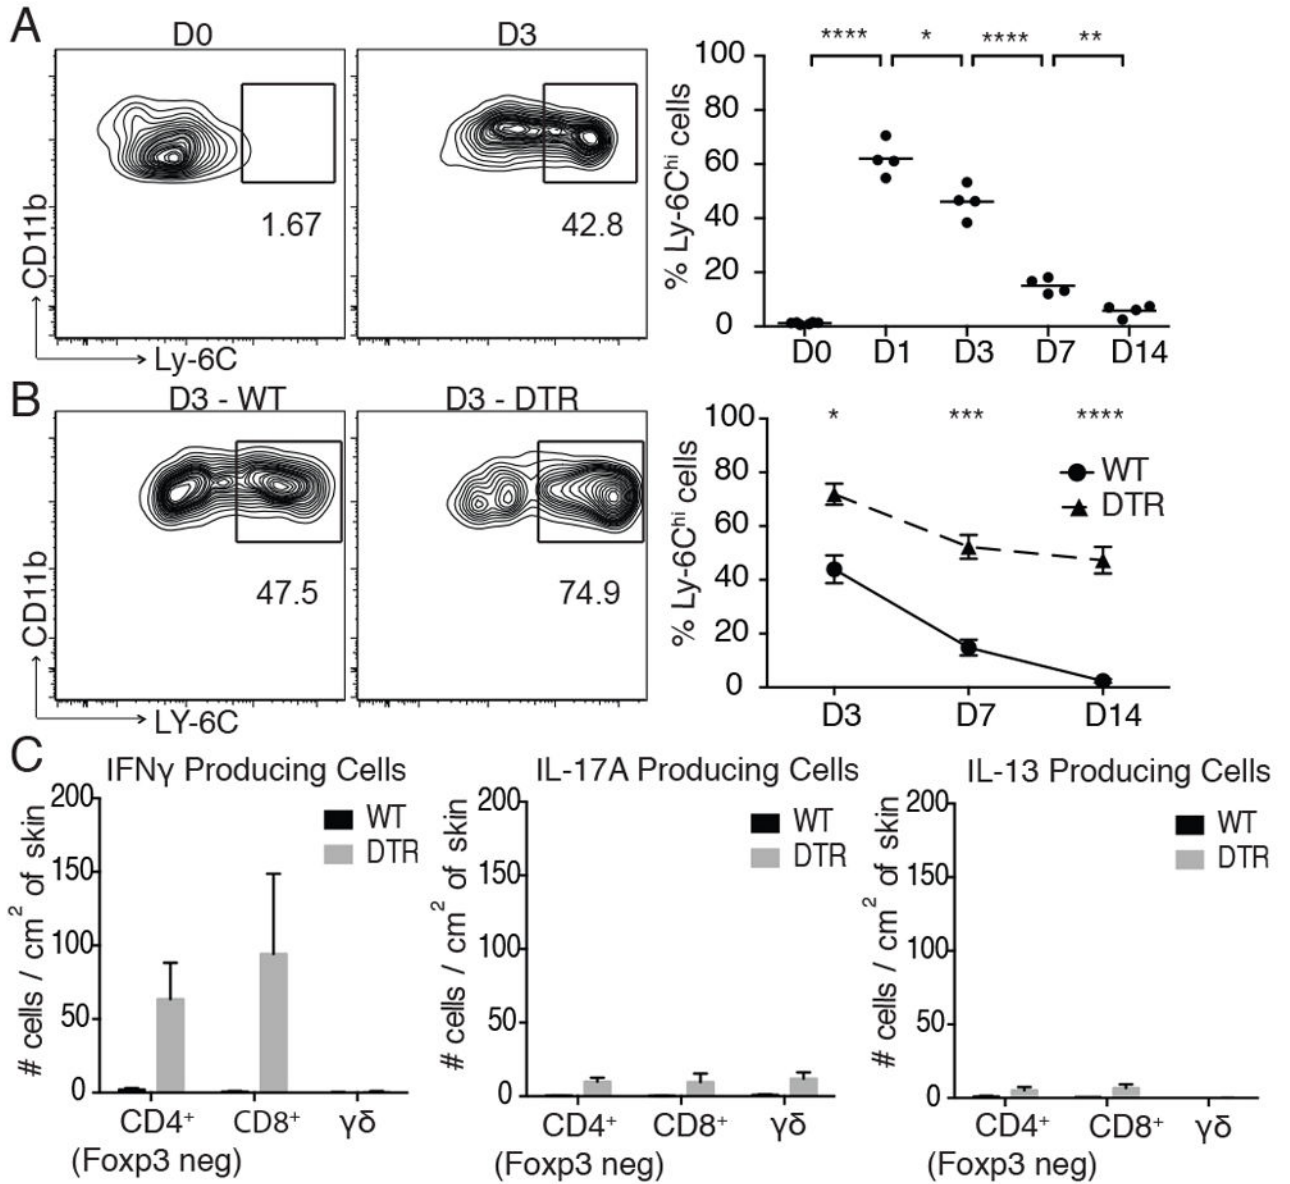 A
D0
D3
CD11b
Ly-6C
1.67
42.8
% Ly-6Chi cells
100
80
60
40
20
0
**** * **** **
D0 D1 D3 D7 D14
B
D3 - WT
D3 - DTR
CD11b
LY-6C
47.5
74.9
% Ly-6Chi cells
100
80
60
40
20
0
* *** ****
WT
DTR
D3 D7 D14
C
IFNγ Producing Cells
# cells / cm2 of skin
200
150
100
50
0
WT
DTR
CD4+ CD8+ γδ
(Foxp3 neg)
IL-17A Producing Cells
# cells / cm2 of skin
200
150
100
50
0
WT
DTR
CD4+ CD8+ γδ
(Foxp3 neg)
IL-13 Producing Cells
# cells / cm2 of skin
200
150
100
50
0
WT
DTR
CD4+ CD8+ γδ
(Foxp3 neg)